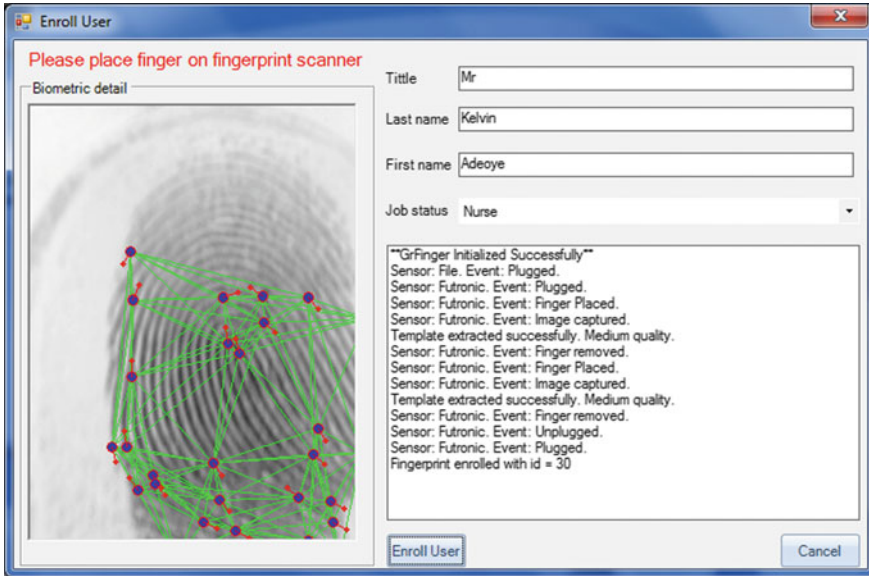 Enroll User
Please place finger on fingerprint scanner
Biometric detail
Tittle Mr
Last name Kelvin
First name Adeoye
Job status Nurse
**GrFinger Initialized Successfully**
Sensor: File. Event: Plugged.
Sensor: Futronic. Event: Plugged.
Sensor: Futronic. Event: Finger Placed.
Sensor: Futronic. Event: Image captured.
Template extracted successfully. Medium quality.
Sensor: Futronic. Event: Finger removed.
Sensor: Futronic. Event: Finger Placed.
Sensor: Futronic. Event: Image captured.
Template extracted successfully. Medium quality.
Sensor: Futronic. Event: Finger removed.
Sensor: Futronic. Event: Unplugged.
Sensor: Futronic. Event: Plugged.
Fingerprint enrolled with id = 30
Enroll User Cancel